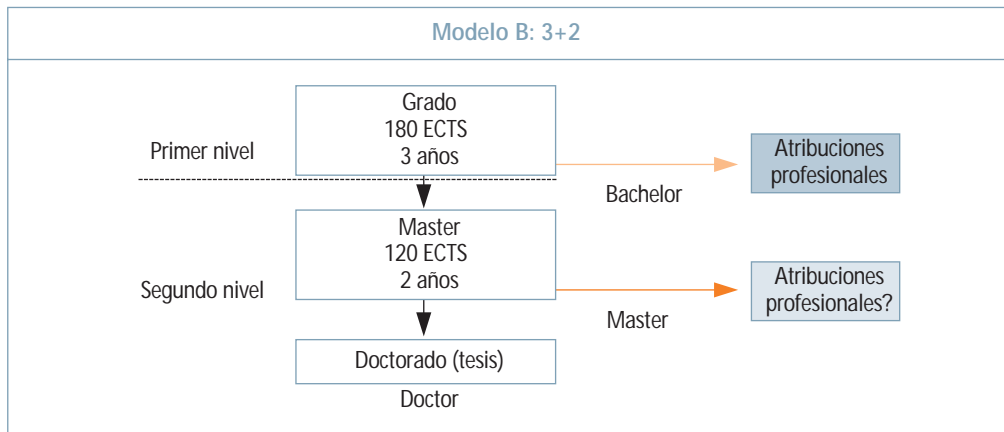 Modelo B: 3+2
Grado
180 ECTS
3 años
Primer nivel
Bachelor
Atribuciones
profesionales
Master
120 ECTS
2 años
Segundo nivel
Master
Atribuciones
profesionales?
Doctorado (tesis)
Doctor